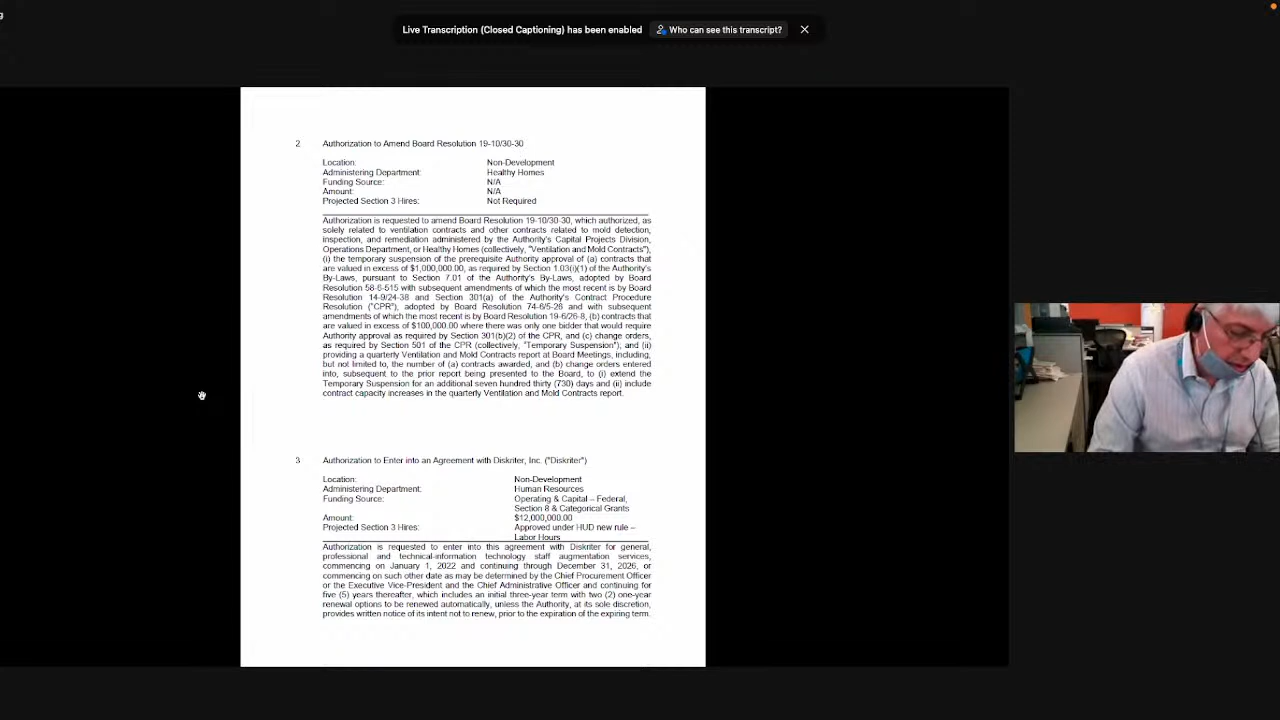 g
Live Transcription (Closed Captioning) has been enabled
Who can see this transcript?
2 Authorization to Amend Board Resolution 19-10/30-30
Location: Non-Development
Administering Department: Healthy Homes
Funding Source: N/A
Amount: N/A
Projected Section 3 Hires: Not Required
Authorization is requested to amend Board Resolution 19-10/30-30, which authorized, as
solely related to ventilation contracts and other contracts related to mold detection,
inspection, and remediation administered by the Authority's Capital Projects Division,
Operations Department, or Healthy Homes (collectively, "Ventilation and Mold Contracts"),
(i) the temporary suspension of the prerequisite Authority approval of (a) contracts that
are valued in excess of $1,000,000.00, as required by Section 1.03(i)(1) of the Authority's
By-Laws, pursuant to Section 7.01 of the Authority's By-Laws, adopted by Board
Resolution 58-6-515 with subsequent amendments of which the most recent is by Board
Resolution 14-9/24-38 and Section 301(a) of the Authority's Contract Procedure
Resolution ("CPR"), adopted by Board Resolution 74-6/5-28 and with subsequent
amendments of which the most recent is by Board Resolution 19-6/26-8, (b) contracts that
are valued in excess of $100,000.00 where there was only one bidder that would require
Authority approval as required by Section 301(b)(2) of the CPR, and (c) change orders,
as required by Section 501 of the CPR (collectively, "Temporary Suspension"), and (ii)
providing a quarterly Ventilation and Mold Contracts report at Board Meetings, including,
but not limited to, the number of (a) contracts awarded, and (b) change orders entered
into, subsequent to the prior report being presented to the Board, to (i) extend the
Temporary Suspension for an additional seven hundred thirty (730) days and (ii) include
contract capacity increases in the quarterly Ventilation and Mold Contracts report.
3 Authorization to Enter into an Agreement with Diskriter, Inc. ("Diskriter")
Location: Non-Development
Administering Department: Human Resources
Funding Source: Operating & Capital – Federal,
Section 8 & Categorical Grants
Amount: $12,000,000.00
Projected Section 3 Hires: Approved under HUD new rule –
Labor Hours
Authorization is requested to enter into this agreement with Diskriter for general,
professional and technical-information technology staff augmentation services,
commencing on January 1, 2022 and continuing through December 31, 2026, or
commencing on such other date as may be determined by the Chief Procurement Officer
or the Executive Vice-President and the Chief Administrative Officer and continuing for
five (5) years thereafter, which includes an initial three-year term with two (2) one-year
renewal options to be renewed automatically, unless the Authority, at its sole discretion,
provides written notice of its intent not to renew, prior to the expiration of the expiring term.